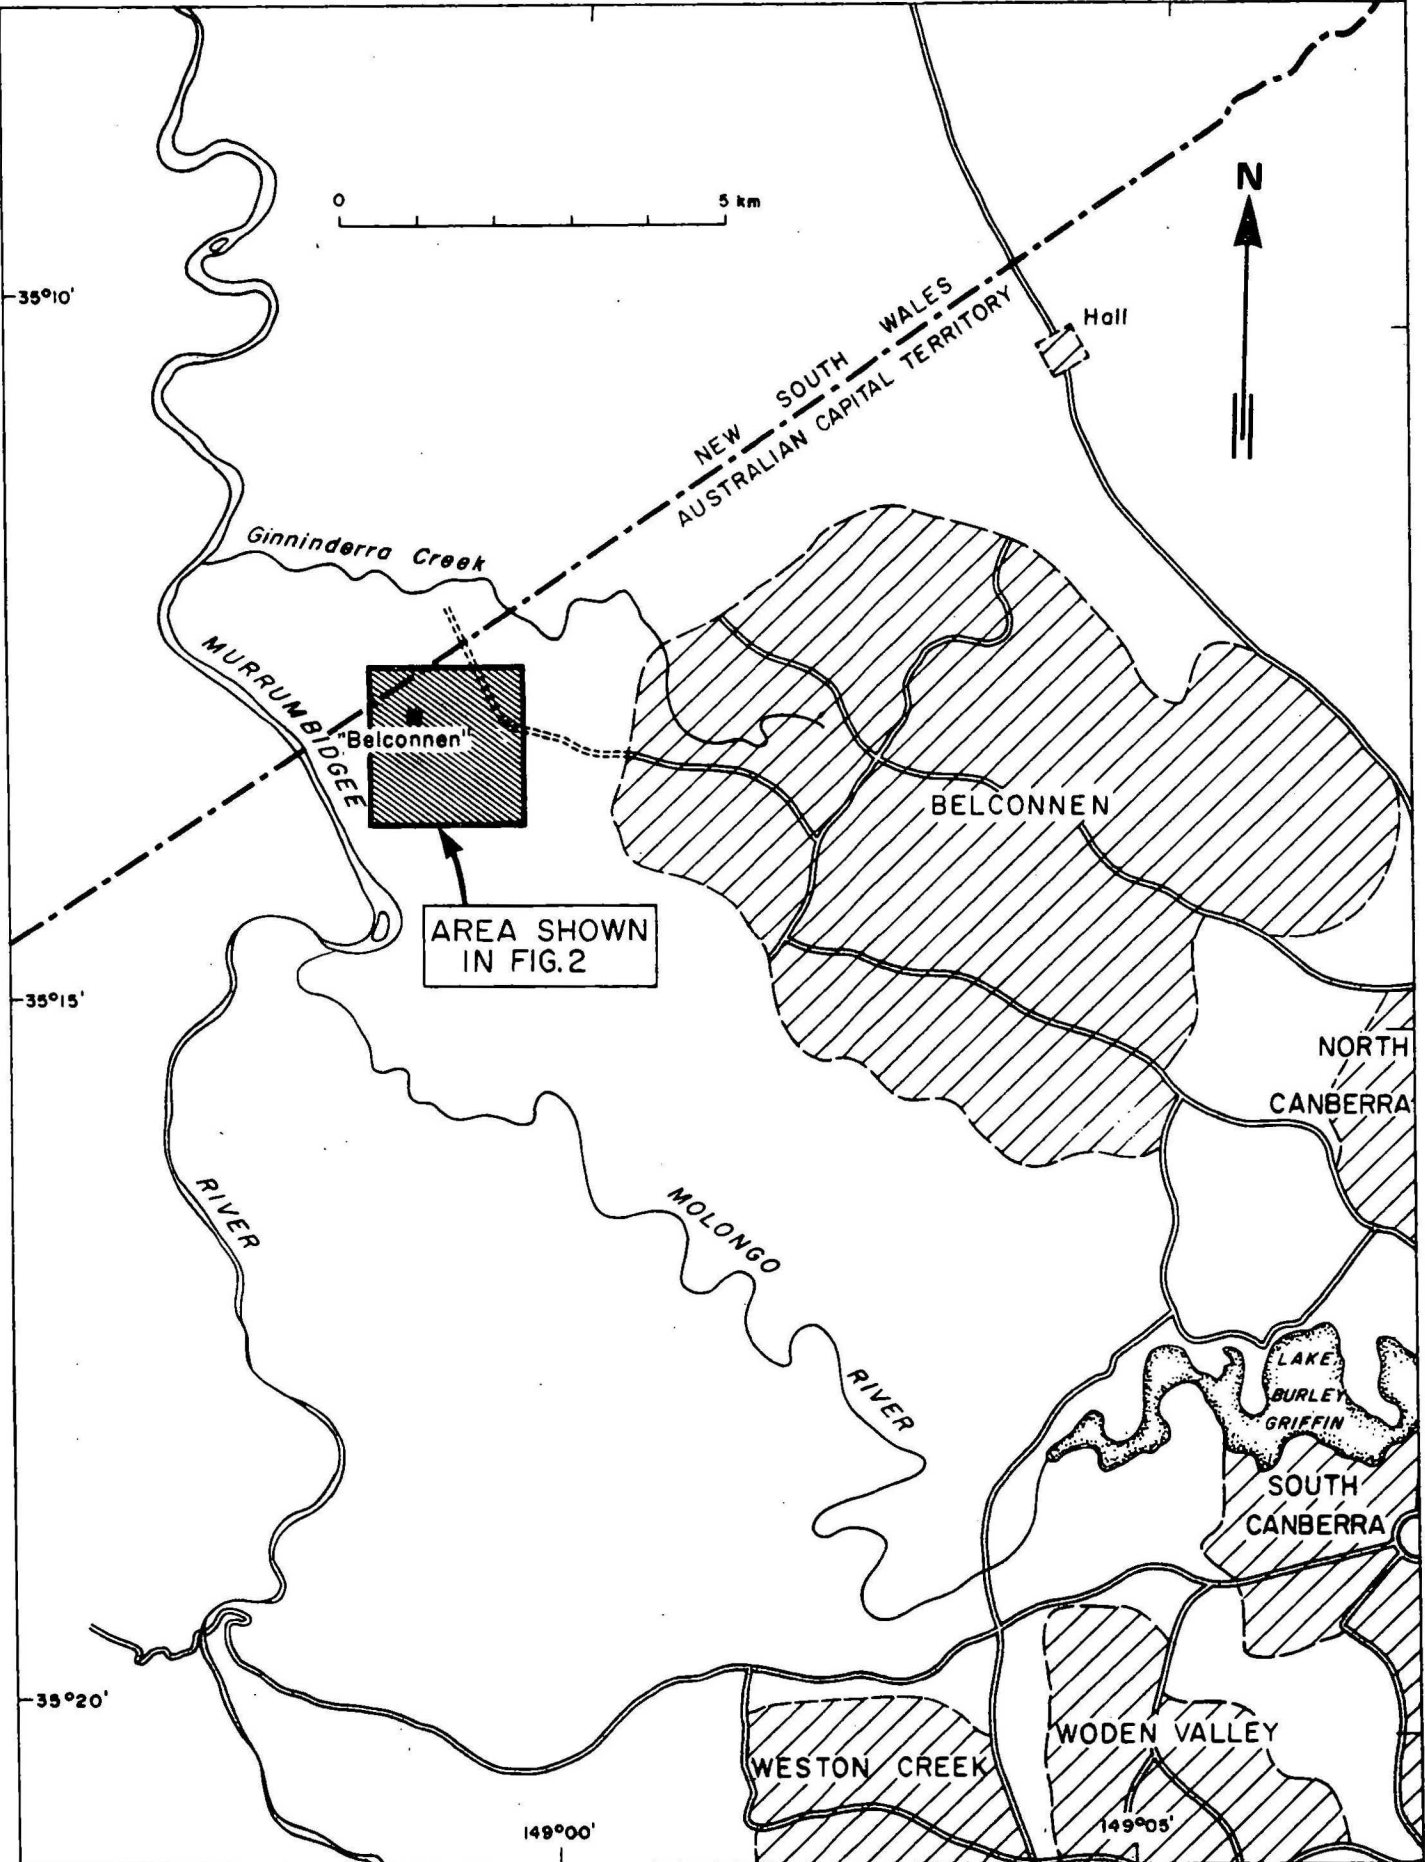 0 5 km
N
35°10'
Hall
NEW SOUTH WALES
AUSTRALIAN CAPITAL TERRITORY
Ginninderra Creek
MURRUMBIDGEE
"Belconnen"
BELCONNEN
AREA SHOWN
IN FIG.2
35°15'
NORTH
CANBERRA
RIVER
MOLONGO
RIVER
LAKE
BURLEY
GRIFFIN
SOUTH
CANBERRA
35°20'
WODEN VALLEY
WESTON CREEK
149°00'
149°05'